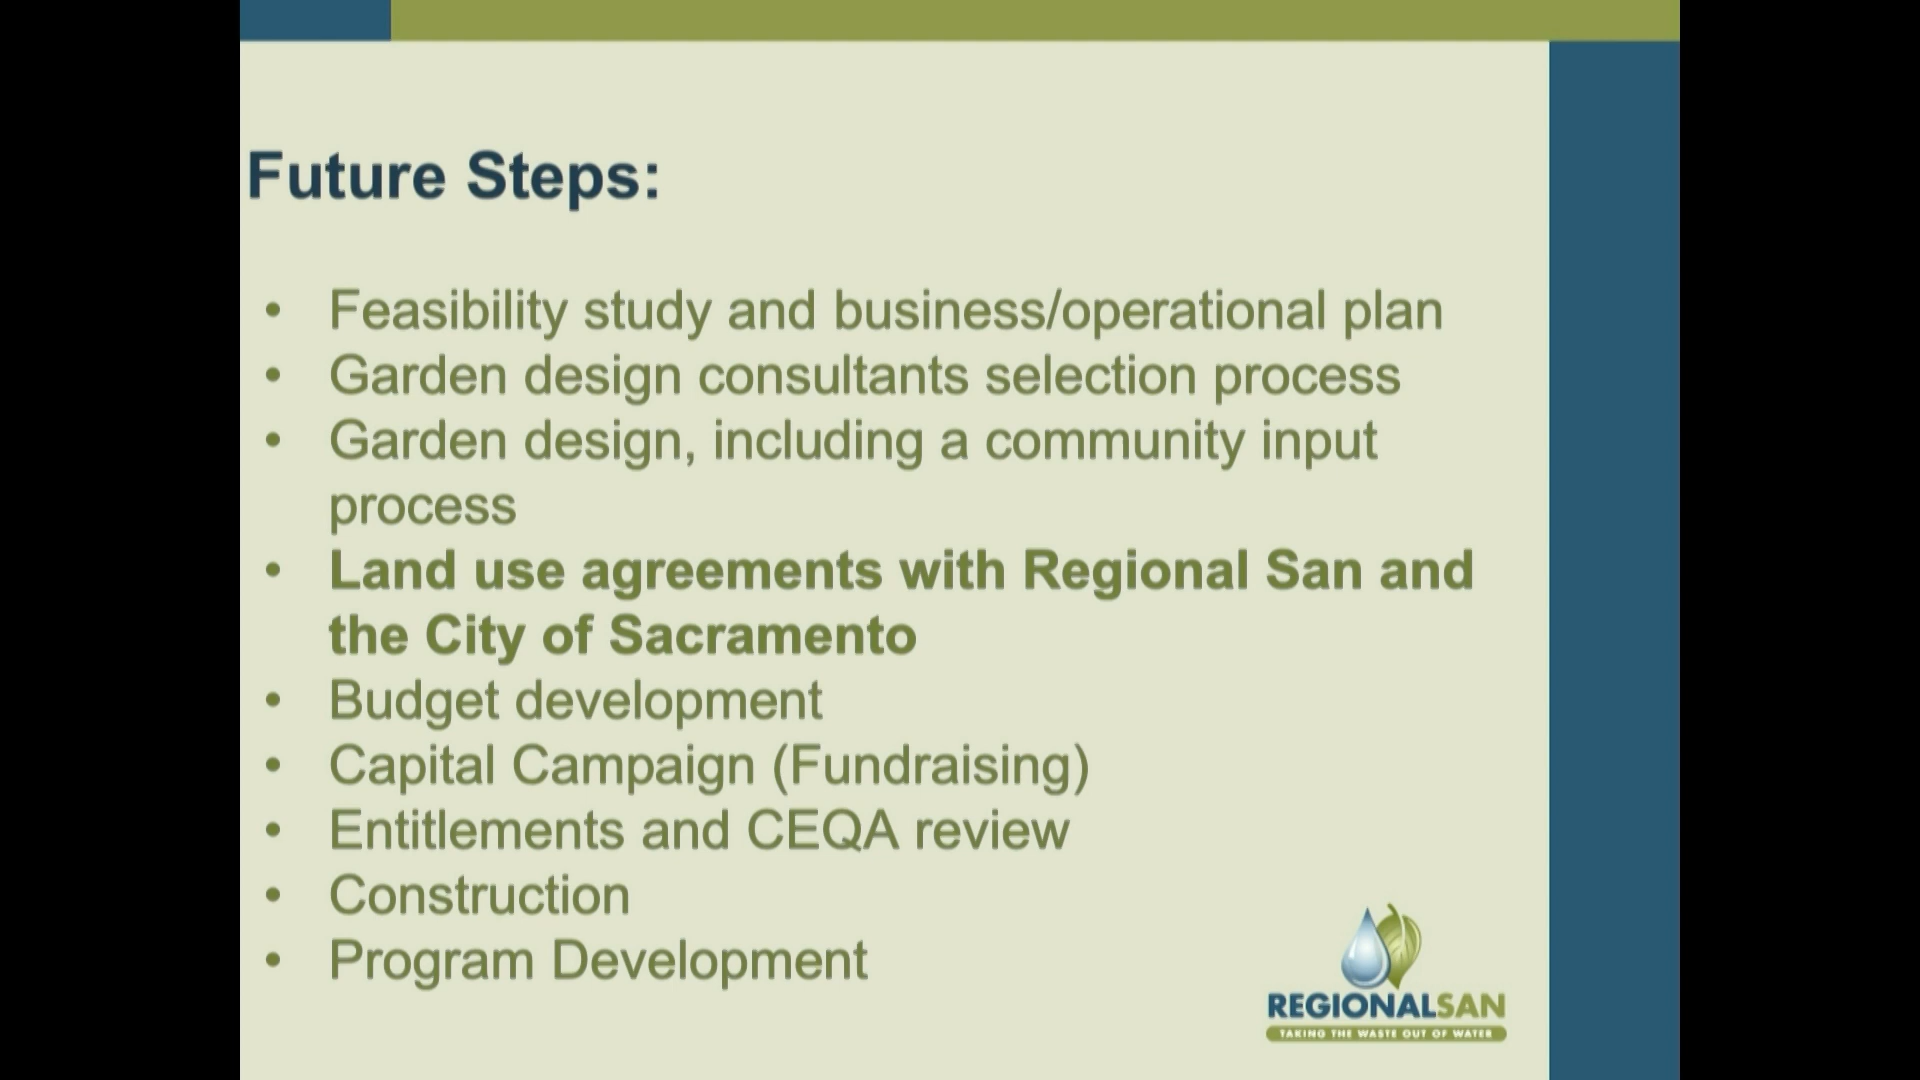 Future Steps:
• Feasibility study and business/operational plan
• Garden design consultants selection process
• Garden design, including a community input
process
• Land use agreements with Regional San and
the City of Sacramento
• Budget development
• Capital Campaign (Fundraising)
• Entitlements and CEQA review
• Construction
• Program Development
REGIONALSAN
TAKING THE WASTE OUT OF WATER